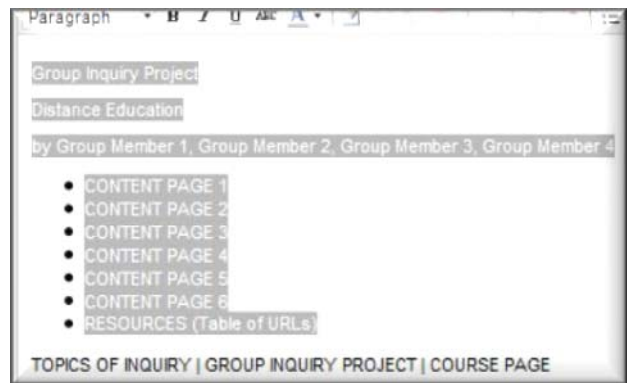 Paragraph B I U ABC A
Group Inquiry Project
Distance Education
by Group Member 1, Group Member 2, Group Member 3, Group Member 4
• CONTENT PAGE 1
• CONTENT PAGE 2
• CONTENT PAGE 3
• CONTENT PAGE 4
• CONTENT PAGE 5
• CONTENT PAGE 6
• RESOURCES (Table of URLs)
TOPICS OF INQUIRY | GROUP INQUIRY PROJECT | COURSE PAGE